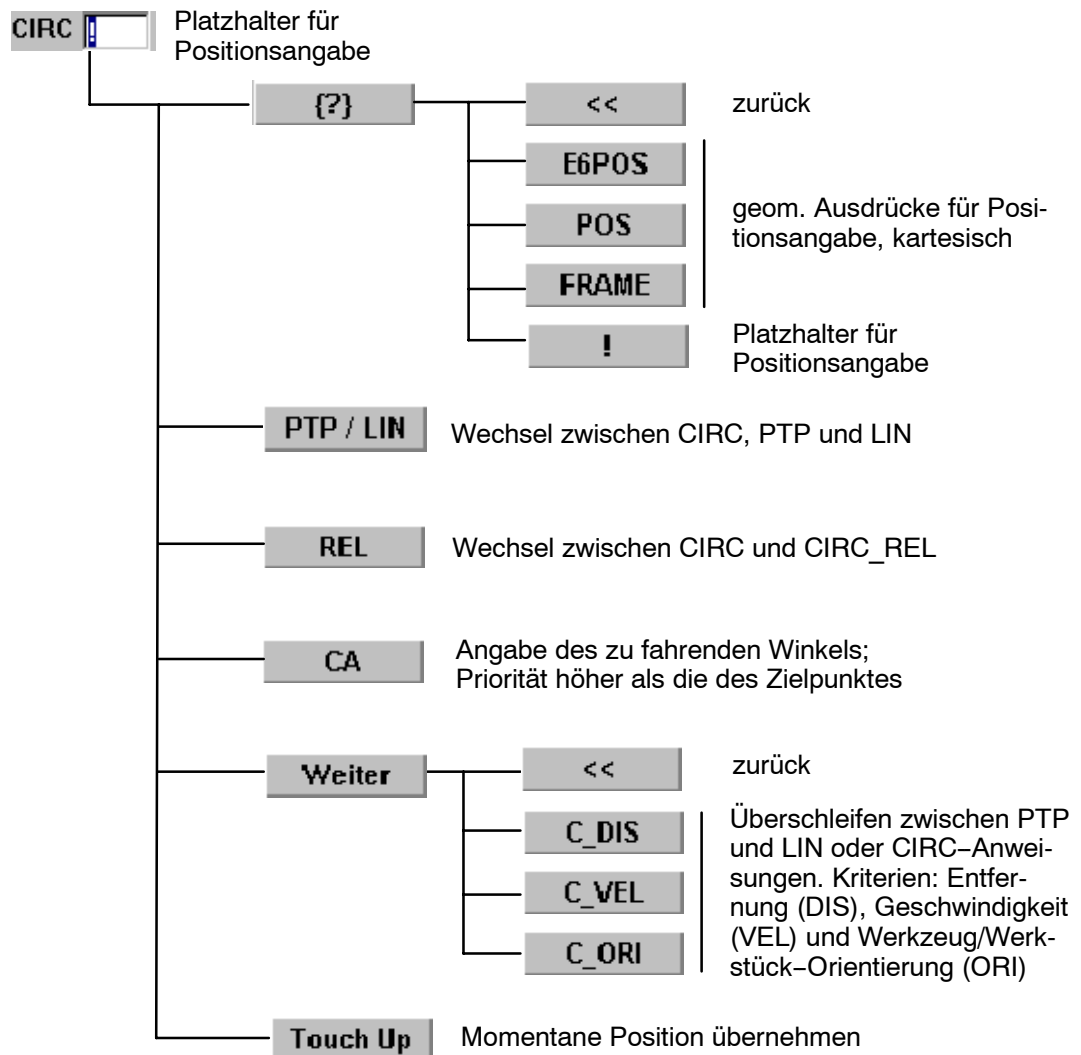 CIRC ! Platzhalter für
Positionsangabe
{?}
<< zurück
E6POS
POS
FRAME
geom. Ausdrücke für Posi-
tionsangabe, kartesisch
! Platzhalter für
Positionsangabe
PTP / LIN Wechsel zwischen CIRC, PTP und LIN
REL Wechsel zwischen CIRC und CIRC_REL
CA Angabe des zu fahrenden Winkels;
Priorität höher als die des Zielpunktes
Weiter
<< zurück
C_DIS
C_VEL
C_ORI
Überschleifen zwischen PTP
und LIN oder CIRC–Anwei-
sungen. Kriterien: Entfer-
nung (DIS), Geschwindigkeit
(VEL) und Werkzeug/Werk-
stück–Orientierung (ORI)
Touch Up Momentane Position übernehmen